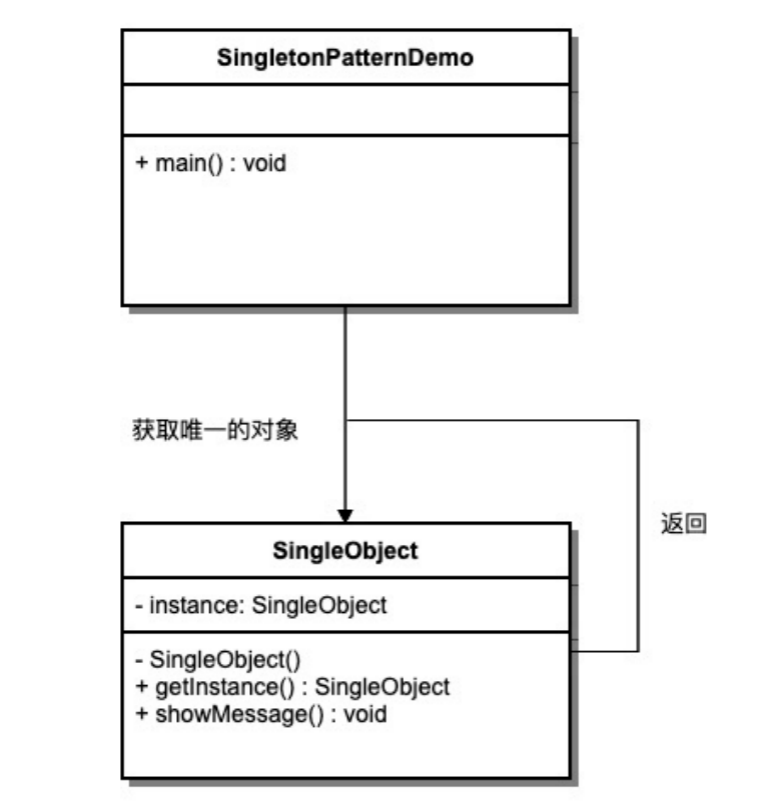 SingletonPatternDemo
+ main() : void
获取唯一的对象
返回
SingleObject
- instance: SingleObject
- SingleObject()
+ getInstance() : SingleObject
+ showMessage() : void